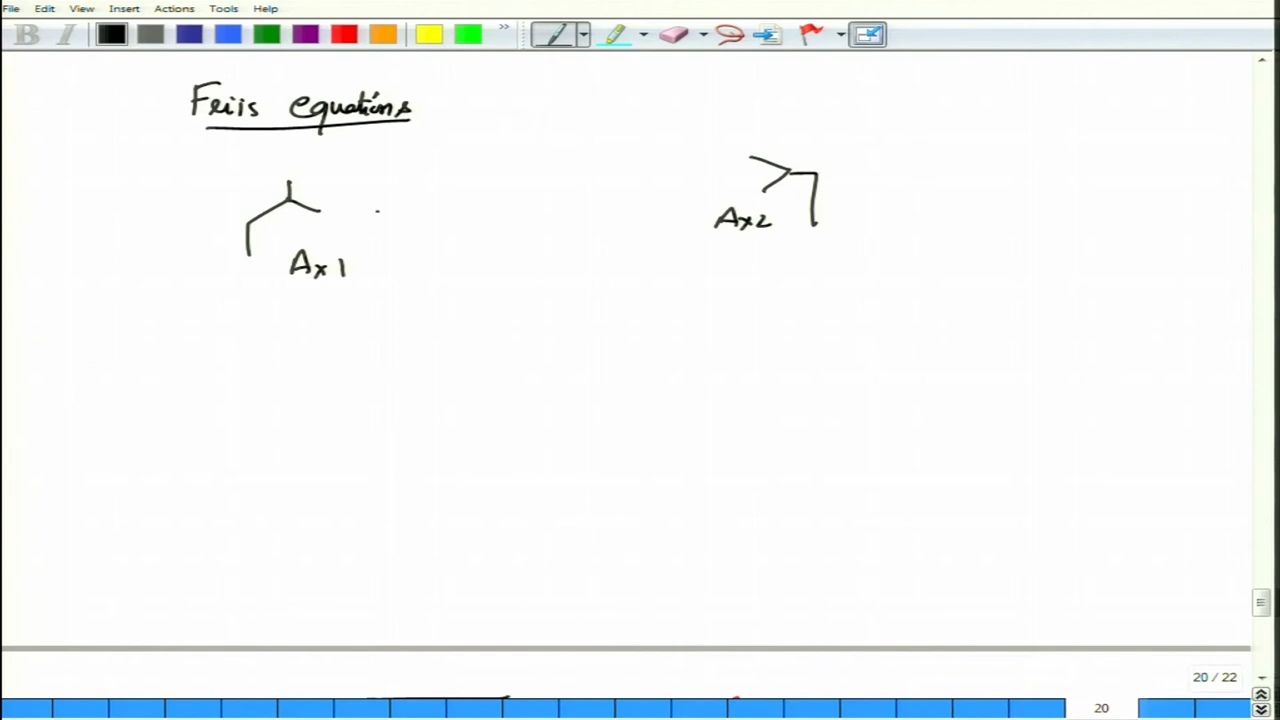 File Edit View Insert Actions Tools Help
B I
Friis equations
Ax2
Ax1
20 / 22
20